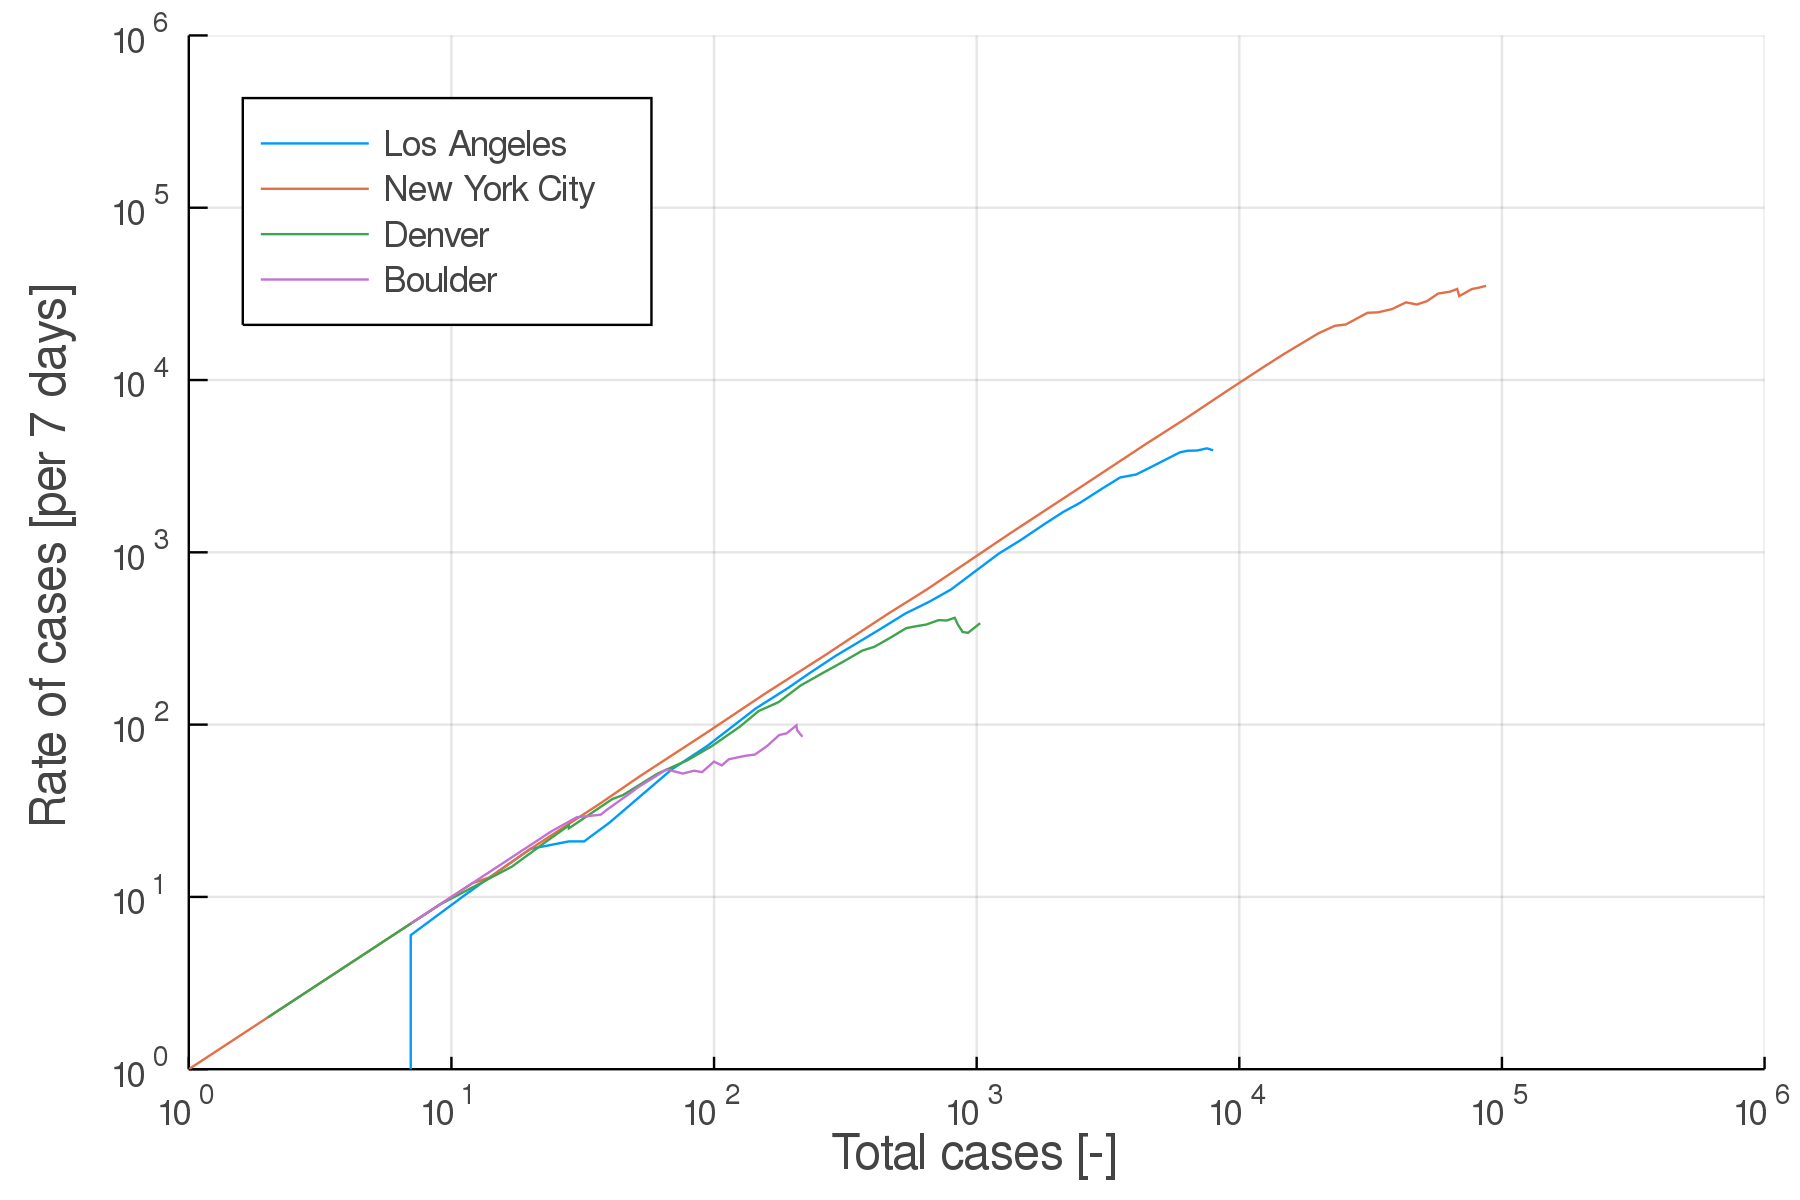 10^6
10^5
10^4
10^3
10^2
10^1
10^0
Rate of cases [per 7 days]
Los Angeles
New York City
Denver
Boulder
10^0 10^1 10^2 10^3 10^4 10^5 10^6
Total cases [-]